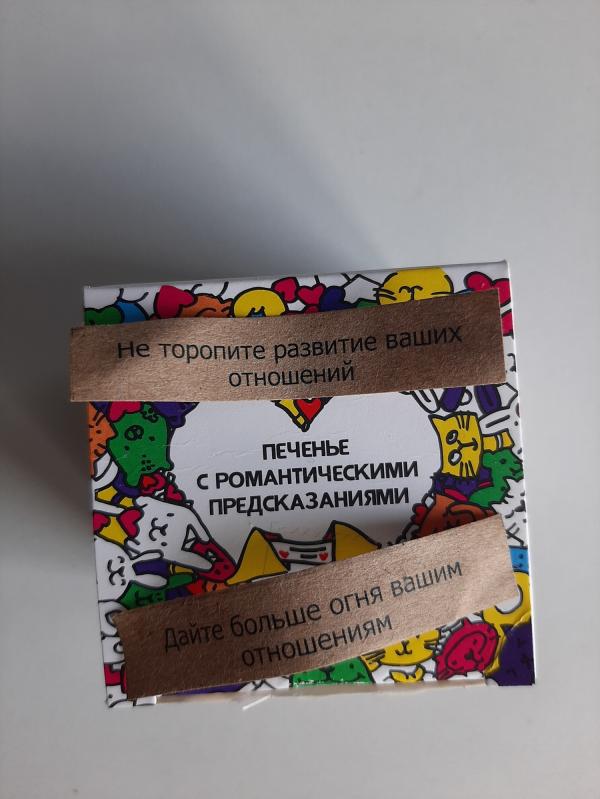 Не торопите развитие ваших
отношений
ПЕЧЕНЬЕ
С РОМАНТИЧЕСКИМИ
ПРЕДСКАЗАНИЯМИ
Дайте больше огня вашим
отношениям